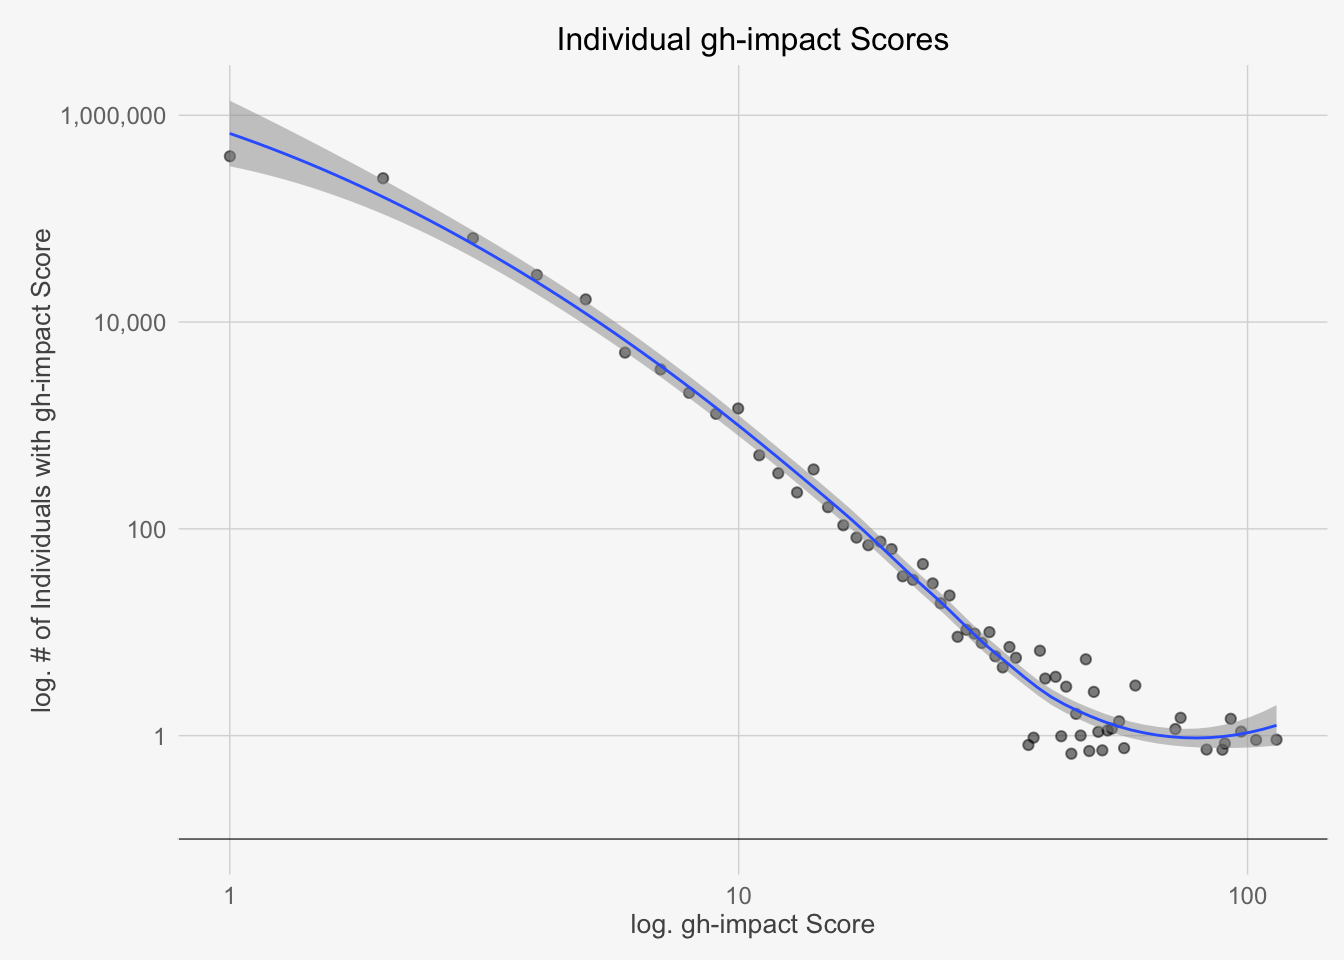 Individual gh-impact Scores
log. # of Individuals with gh-impact Score
1,000,000
10,000
100
1
1
10
100
log. gh-impact Score